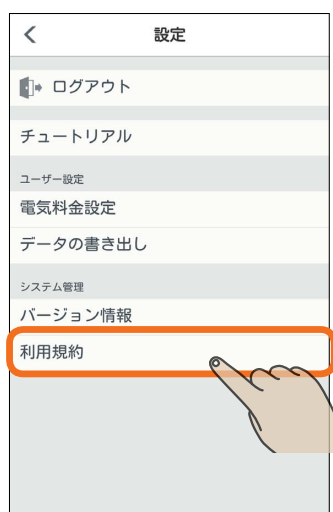 設定
ログアウト
チュートリアル
ユーザー設定
電気料金設定
データの書き出し
システム管理
バージョン情報
利用規約